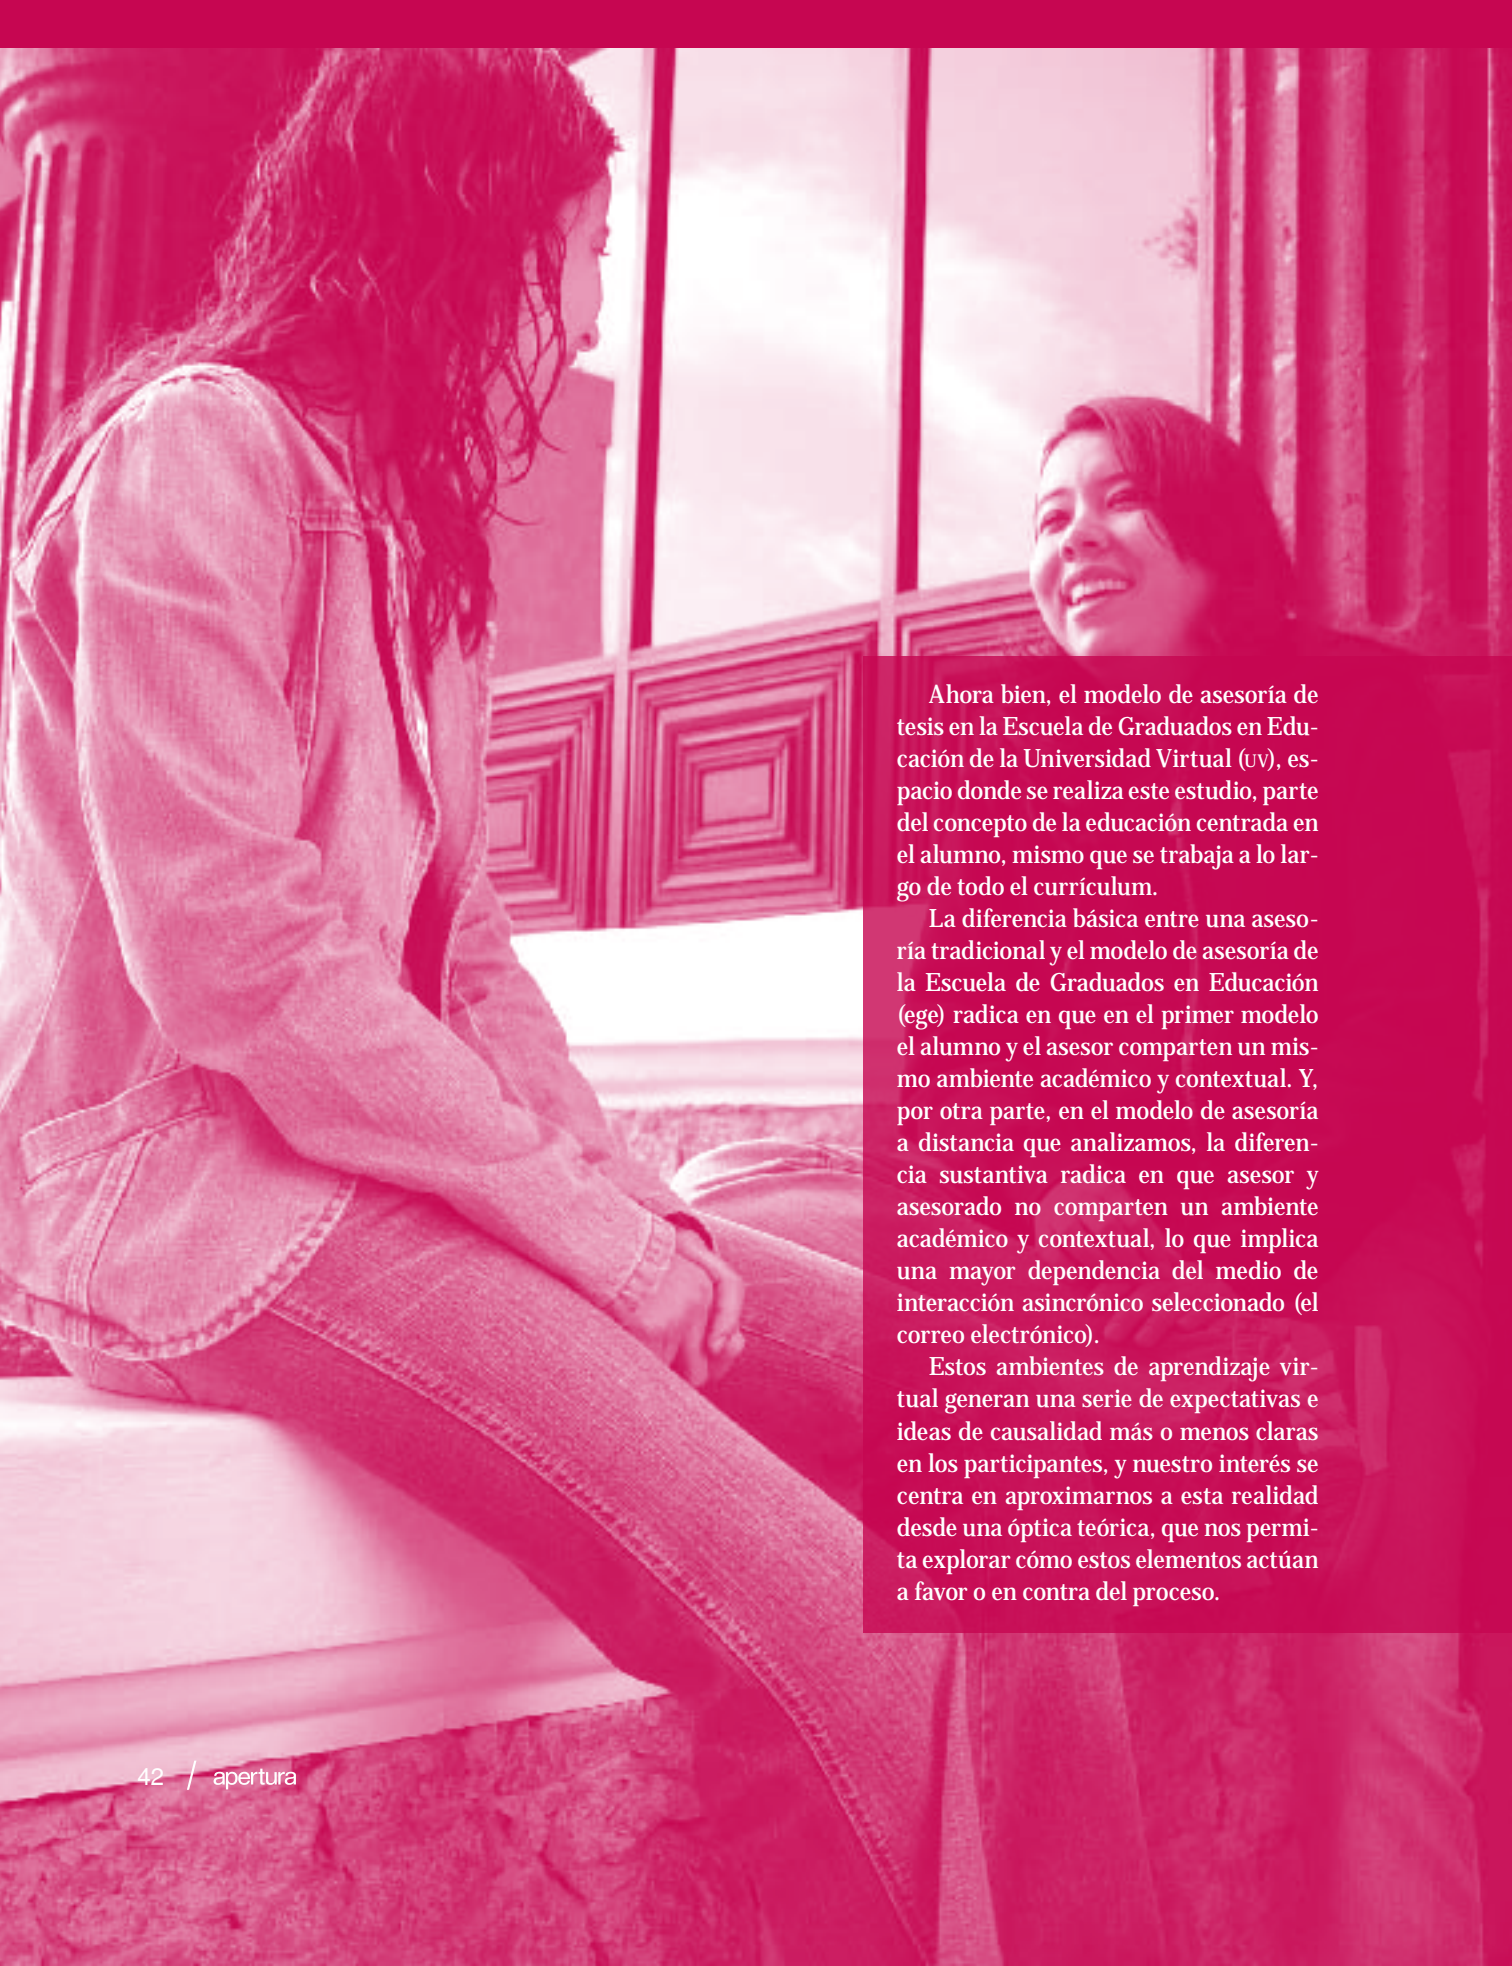 Ahora bien, el modelo de asesoría de
tesis en la Escuela de Graduados en Edu-
cación de la Universidad Virtual (UV), es-
pacio donde se realiza este estudio, parte
del concepto de la educación centrada en
el alumno, mismo que se trabaja a lo lar-
go de todo el currículum.
La diferencia básica entre una aseso-
ría tradicional y el modelo de asesoría de
la Escuela de Graduados en Educación
(ege) radica en que en el primer modelo
el alumno y el asesor comparten un mis-
mo ambiente académico y contextual. Y,
por otra parte, en el modelo de asesoría
a distancia que analizamos, la diferen-
cia sustantiva radica en que asesor y
asesorado no comparten un ambiente
académico y contextual, lo que implica
una mayor dependencia del medio de
interacción asincrónico seleccionado (el
correo electrónico).
Estos ambientes de aprendizaje vir-
tual generan una serie de expectativas e
ideas de causalidad más o menos claras
en los participantes, y nuestro interés se
centra en aproximarnos a esta realidad
desde una óptica teórica, que nos permi-
ta explorar cómo estos elementos actúan
a favor o en contra del proceso.
42 / apertura